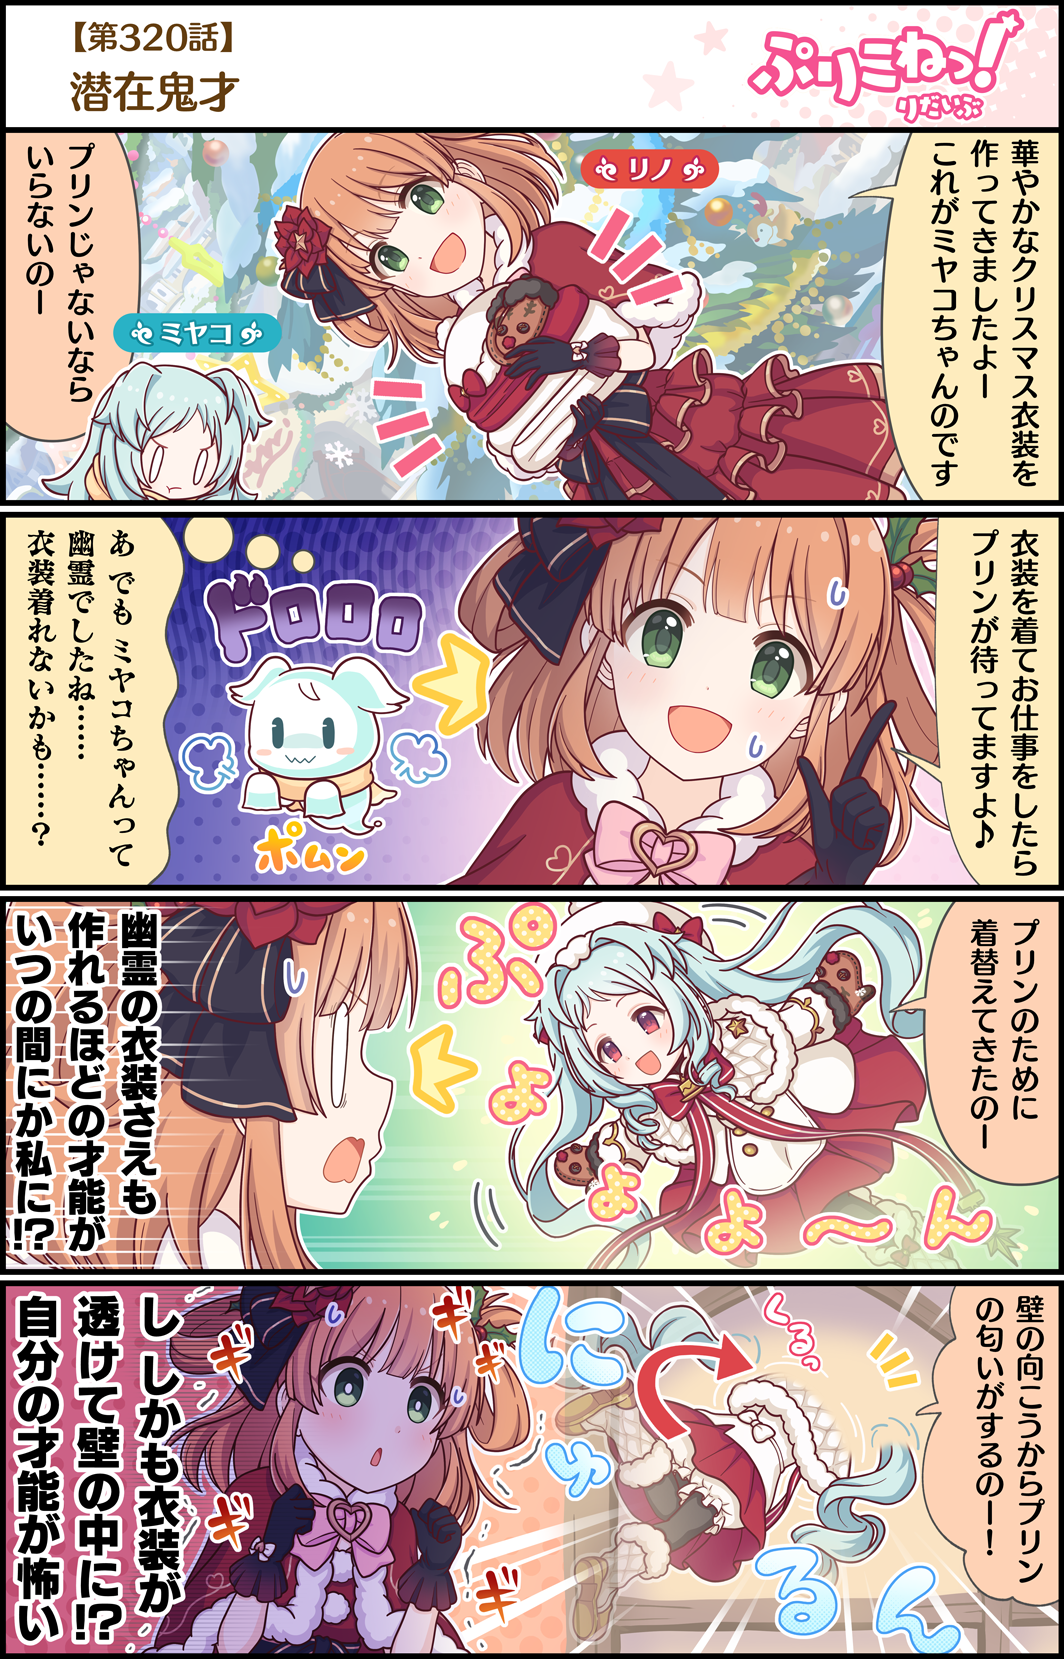 【第320話】
潜在鬼才
ぷりこねっ!
りだいぶ
華やかなクリスマス衣装を
作ってきましたよー
これがミヤコちゃんのです
リノ
ミヤコ
プリンじゃないなら
いらないのー
衣装を着てお仕事をしたら
プリンが待ってますよ♪
ドロロロ
ポムン
あ でも ミヤコちゃんって
幽霊でしたね……
衣装着れないかも……？
プリンのために
着替えてきたのー
ぷよよよ〜ん
幽霊の衣装さえも
作れるほどの才能が
いつの間にか私に!?
壁の向こうからプリン
の匂いがするのー！
くるっ
にゅるん
ギ
ギ
ギ
ギ
し しかも衣装が
透けて壁の中に!?
自分の才能が怖い